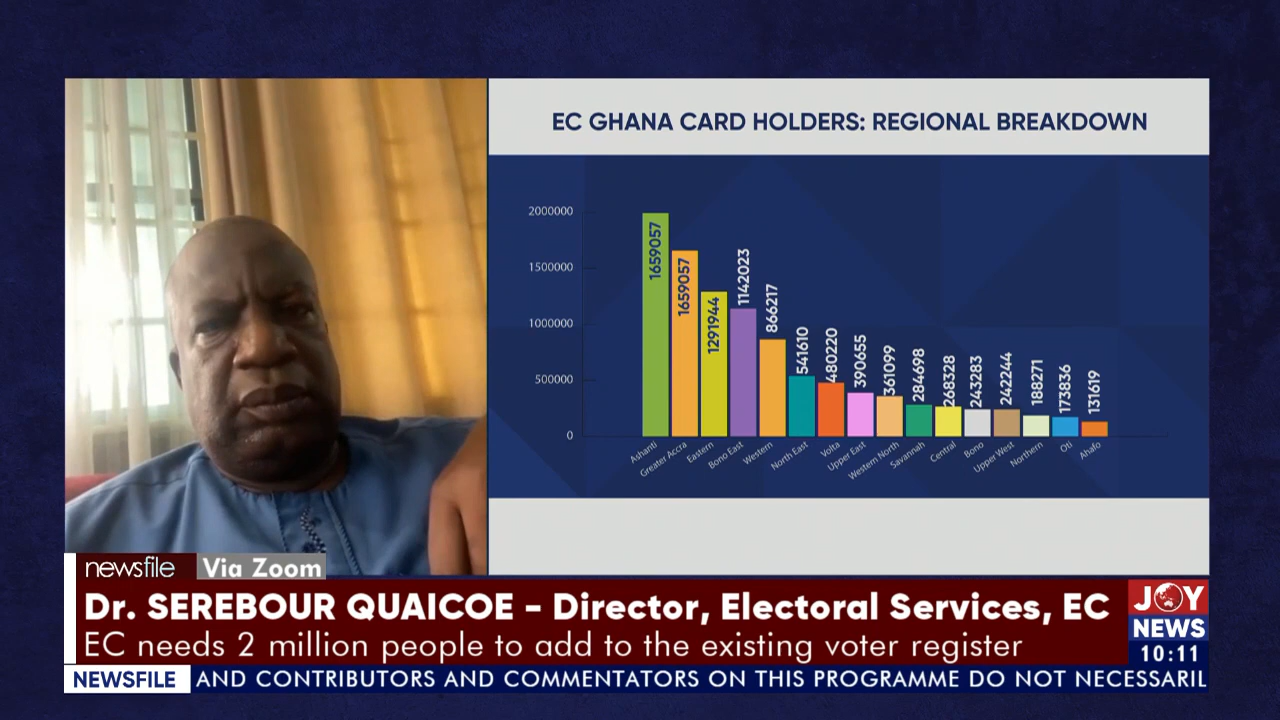 EC GHANA CARD HOLDERS: REGIONAL BREAKDOWN
2000000
1500000
1000000
500000
0
1659057
1659057
1291944
1142023
866217
541610
480220
390655
361099
284698
268328
243283
242244
188271
173836
131619
Ashanti
Greater Accra
Eastern
Bono East
Western
North East
Volta
Upper East
Western North
Savannah
Central
Bono
Upper West
Northern
Oti
Ahafo
newsfile
Via Zoom
Dr. SEREBOUR QUAICOE – Director, Electoral Services, EC
EC needs 2 million people to add to the existing voter register
JOY
NEWS
10:11
NEWSFILE
AND CONTRIBUTORS AND COMMENTATORS ON THIS PROGRAMME DO NOT NECESSARIL